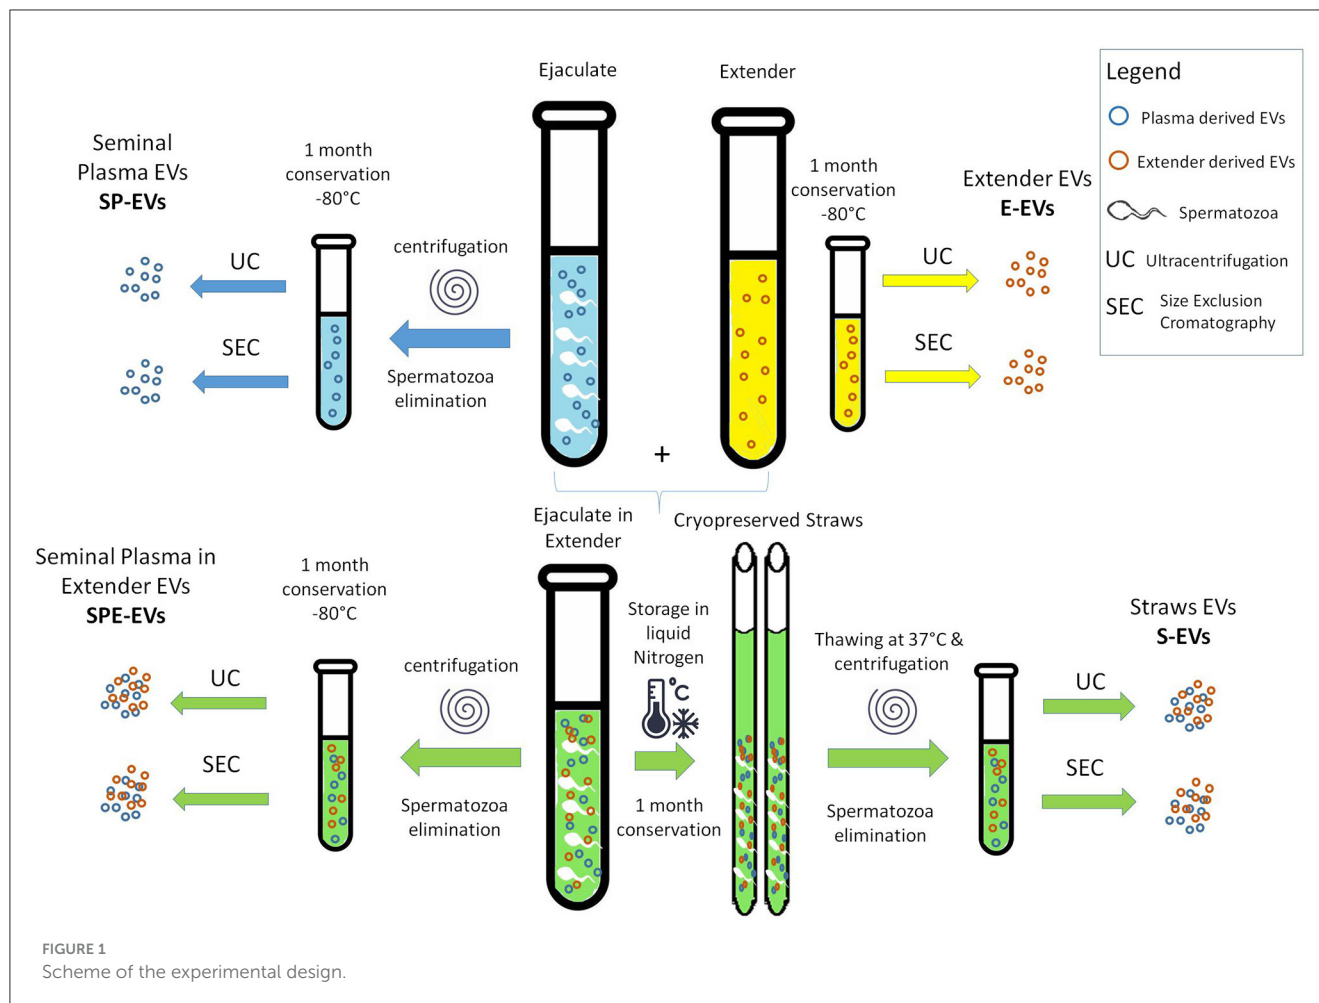 Ejaculate
Extender
Legend
Plasma derived EVs
Extender derived EVs
Spermatozoa
UC Ultracentrifugation
SEC Size Exclusion
Cromatography
Seminal
Plasma EVs
SP-EVs
1 month
conservation
-80°C
UC
SEC
centrifugation
Spermatozoa
elimination
1 month
conservation
-80°C
UC
SEC
Extender EVs
E-EVs
+
Ejaculate in
Extender
Cryopreserved Straws
Seminal Plasma in
Extender EVs
SPE-EVs
1 month
conservation
-80°C
UC
SEC
centrifugation
Spermatozoa
elimination
Storage in
liquid
Nitrogen
°C
1 month
conservation
Thawing at 37°C &
centrifugation
Spermatozoa
elimination
UC
SEC
Straws EVs
S-EVs
FIGURE 1
Scheme of the experimental design.